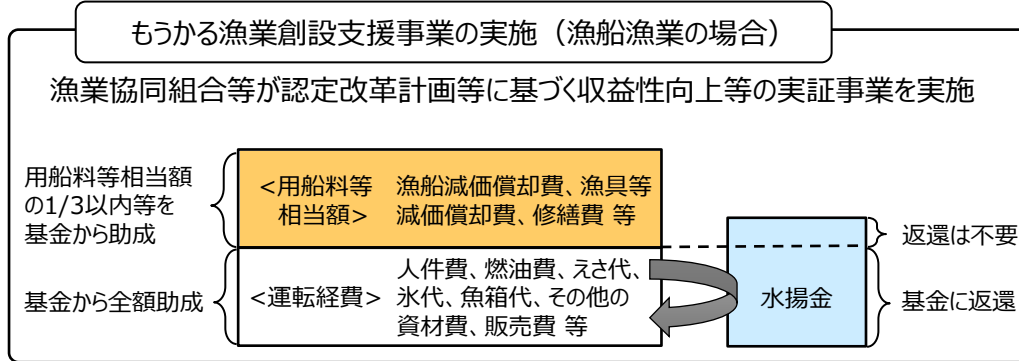 もうかる漁業創設支援事業の実施（漁船漁業の場合）
漁業協同組合等が認定改革計画等に基づく収益性向上等の実証事業を実施
用船料等相当額
の1/3以内等を
基金から助成
<用船料等
相当額>
漁船減価償却費、漁具等
減価償却費、修繕費 等
返還は不要
基金から全額助成
<運転経費>
人件費、燃油費、えさ代、
氷代、魚箱代、その他の
資材費、販売費 等
水揚金
基金に返還